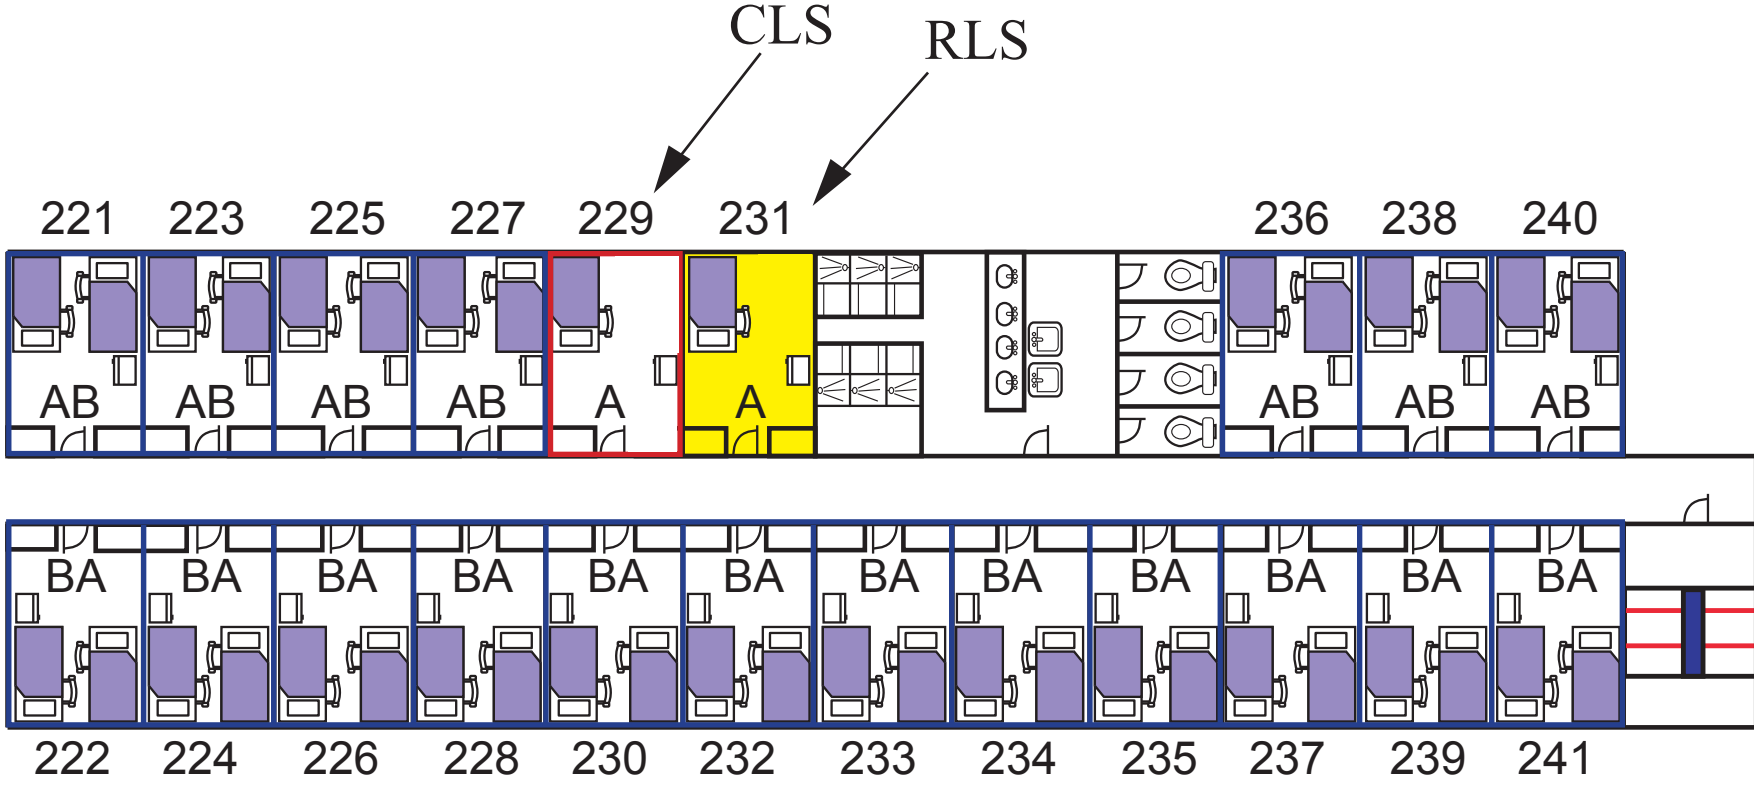 CLS RLS
221 223 225 227 229 231 236 238 240
AB AB AB AB A A AB AB AB
BA BA BA BA BA BA BA BA BA BA BA BA
222 224 226 228 230 232 233 234 235 237 239 241